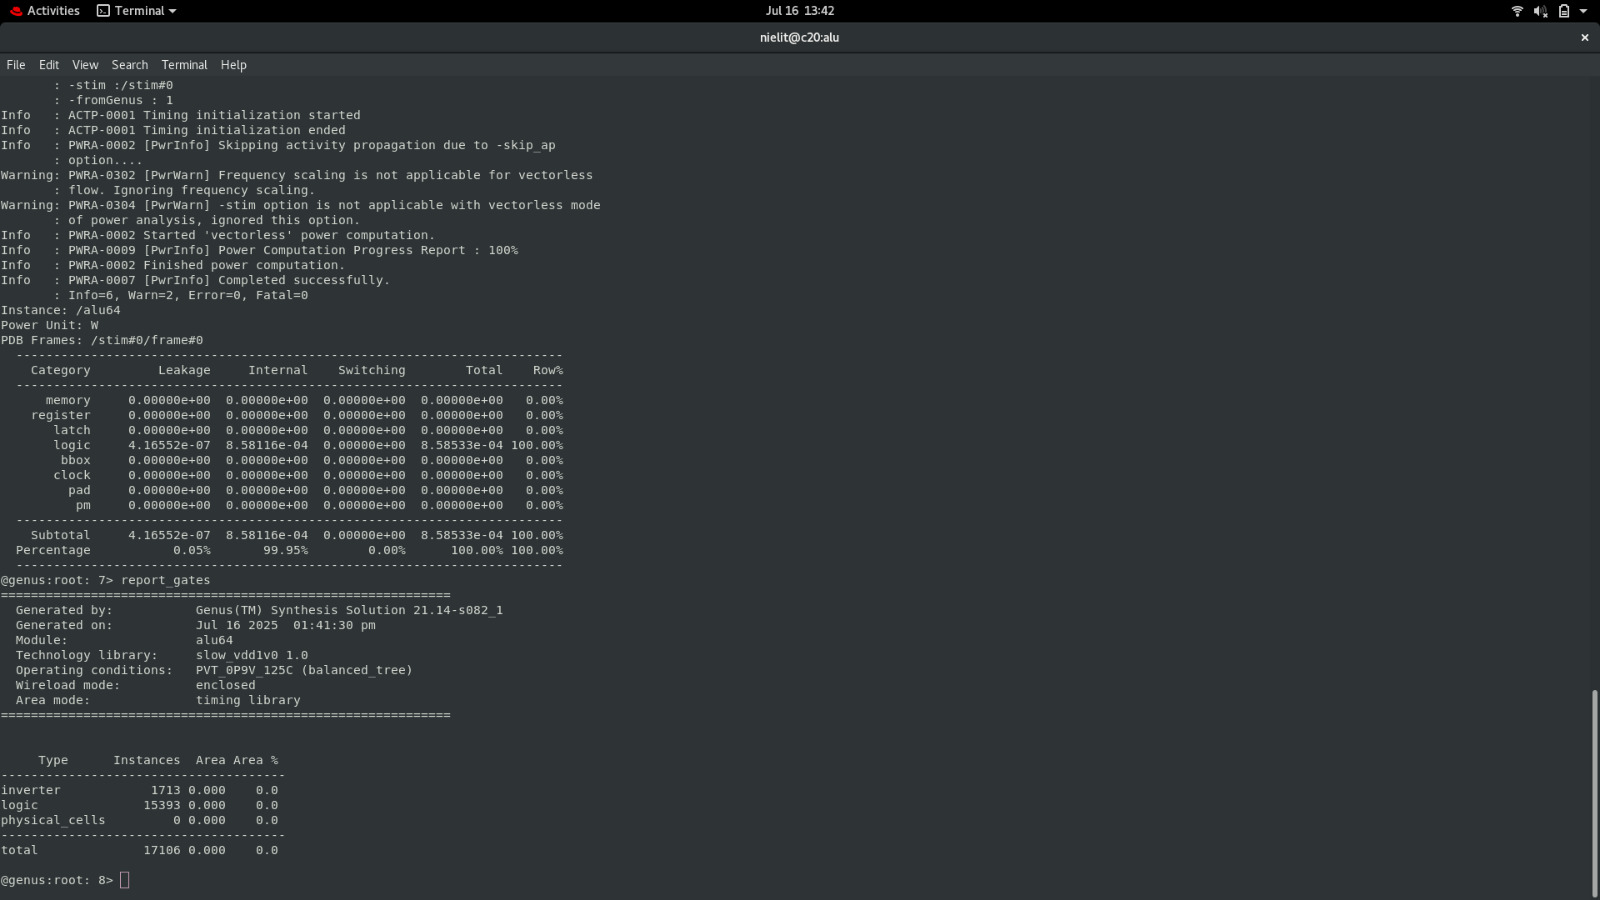 Activities Terminal Jul 16 13:42
nielit@c20:alu ×
File Edit View Search Terminal Help
       : -stim :/stim#0
       : -fromGenus : 1
Info   : ACTP-0001 Timing initialization started
Info   : ACTP-0001 Timing initialization ended
Info   : PWRA-0002 [PwrInfo] Skipping activity propagation due to -skip_ap
       : option....
Warning: PWRA-0302 [PwrWarn] Frequency scaling is not applicable for vectorless
       : flow. Ignoring frequency scaling.
Warning: PWRA-0304 [PwrWarn] -stim option is not applicable with vectorless mode
       : of power analysis, ignored this option.
Info   : PWRA-0002 Started 'vectorless' power computation.
Info   : PWRA-0009 [PwrInfo] Power Computation Progress Report : 100%
Info   : PWRA-0002 Finished power computation.
Info   : PWRA-0007 [PwrInfo] Completed successfully.
       : Info=6, Warn=2, Error=0, Fatal=0
Instance: /alu64
Power Unit: W
PDB Frames: /stim#0/frame#0
  -------------------------------------------------------------------------
    Category         Leakage     Internal    Switching        Total    Row%
  -------------------------------------------------------------------------
      memory     0.00000e+00  0.00000e+00  0.00000e+00  0.00000e+00   0.00%
    register     0.00000e+00  0.00000e+00  0.00000e+00  0.00000e+00   0.00%
       latch     0.00000e+00  0.00000e+00  0.00000e+00  0.00000e+00   0.00%
       logic     4.16552e-07  8.58116e-04  0.00000e+00  8.58533e-04 100.00%
        bbox     0.00000e+00  0.00000e+00  0.00000e+00  0.00000e+00   0.00%
       clock     0.00000e+00  0.00000e+00  0.00000e+00  0.00000e+00   0.00%
         pad     0.00000e+00  0.00000e+00  0.00000e+00  0.00000e+00   0.00%
          pm     0.00000e+00  0.00000e+00  0.00000e+00  0.00000e+00   0.00%
  -------------------------------------------------------------------------
    Subtotal     4.16552e-07  8.58116e-04  0.00000e+00  8.58533e-04 100.00%
  Percentage           0.05%       99.95%        0.00%      100.00% 100.00%
  -------------------------------------------------------------------------
@genus:root: 7> report_gates
============================================================
  Generated by:           Genus(TM) Synthesis Solution 21.14-s082_1
  Generated on:           Jul 16 2025  01:41:30 pm
  Module:                 alu64
  Technology library:     slow_vdd1v0 1.0
  Operating conditions:   PVT_0P9V_125C (balanced_tree)
  Wireload mode:          enclosed
  Area mode:              timing library
============================================================
     Type      Instances  Area Area %
--------------------------------------
inverter            1713 0.000    0.0
logic              15393 0.000    0.0
physical_cells         0 0.000    0.0
--------------------------------------
total              17106 0.000    0.0
@genus:root: 8>